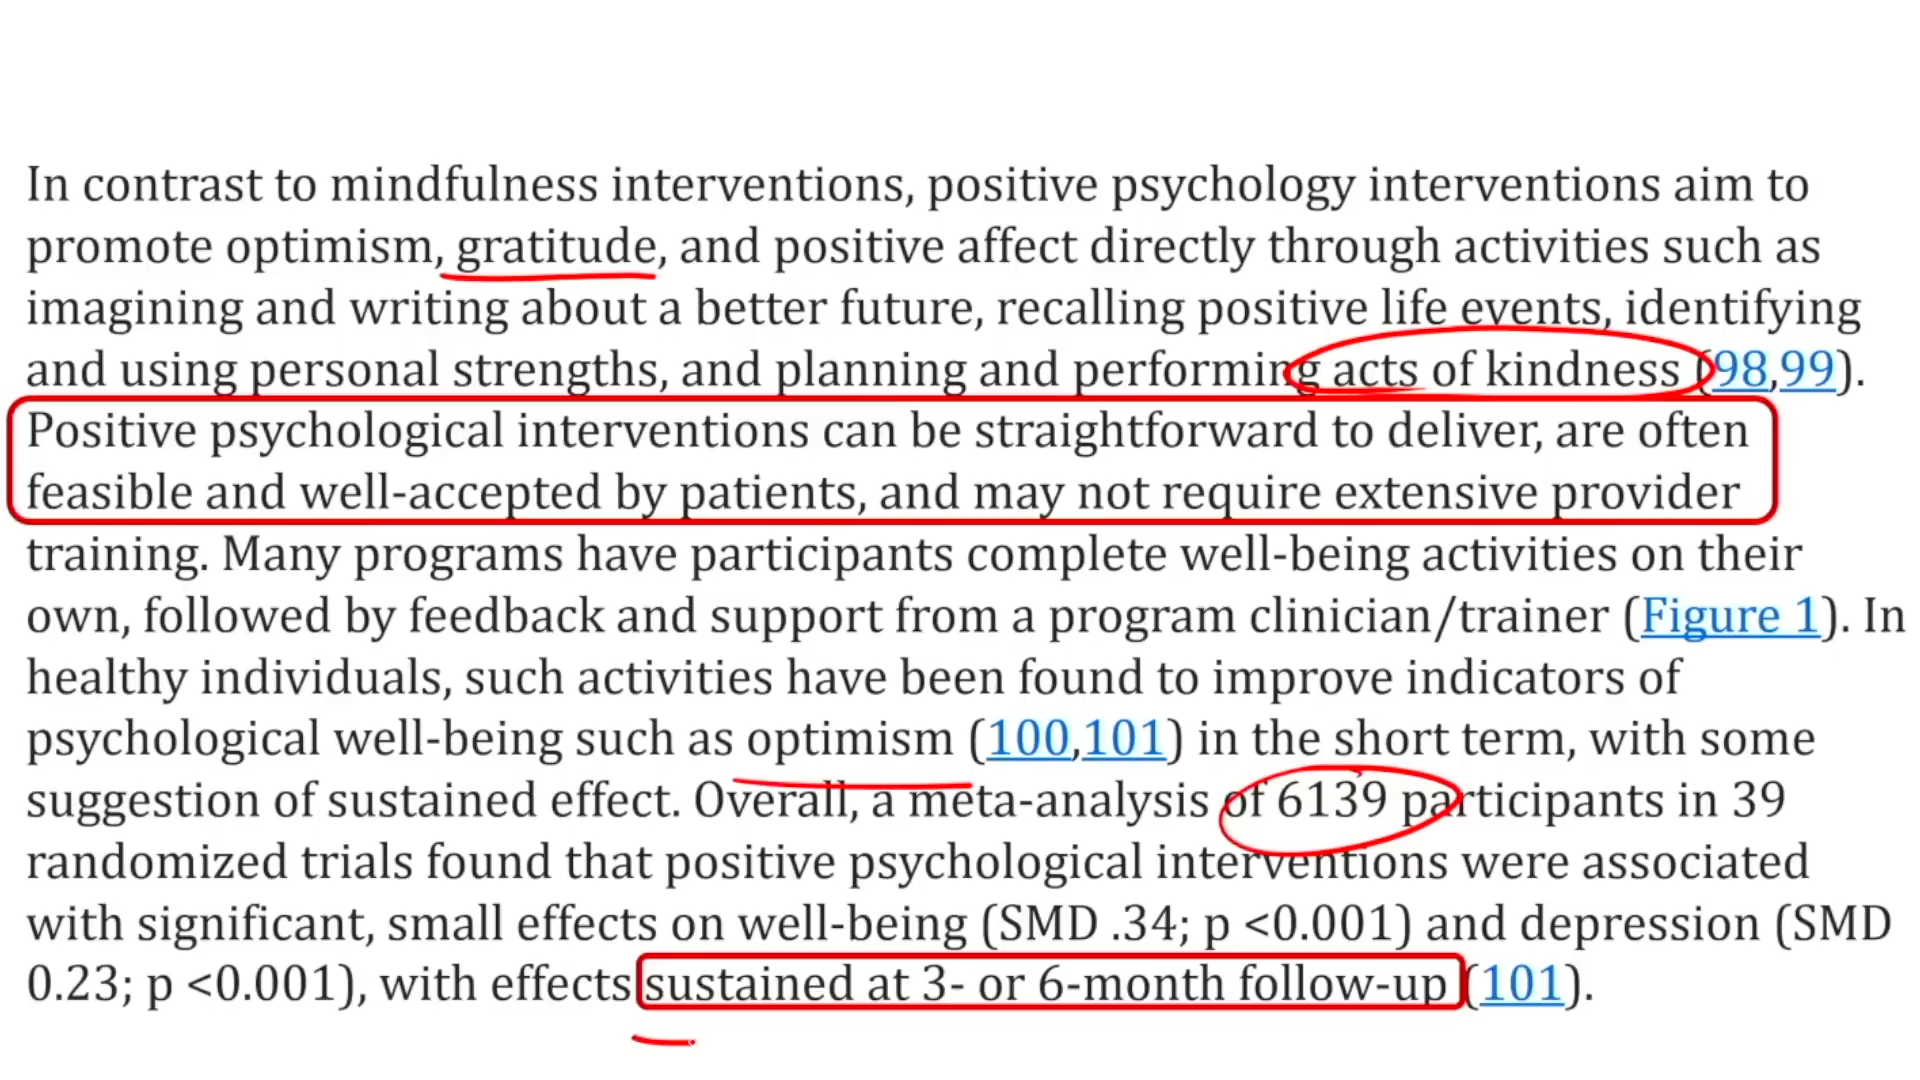 In contrast to mindfulness interventions, positive psychology interventions aim to
promote optimism, gratitude, and positive affect directly through activities such as
imagining and writing about a better future, recalling positive life events, identifying
and using personal strengths, and planning and performing acts of kindness (98,99).
Positive psychological interventions can be straightforward to deliver, are often
feasible and well-accepted by patients, and may not require extensive provider
training. Many programs have participants complete well-being activities on their
own, followed by feedback and support from a program clinician/trainer (Figure 1). In
healthy individuals, such activities have been found to improve indicators of
psychological well-being such as optimism (100,101) in the short term, with some
suggestion of sustained effect. Overall, a meta-analysis of 6139 participants in 39
randomized trials found that positive psychological interventions were associated
with significant, small effects on well-being (SMD .34; p <0.001) and depression (SMD
0.23; p <0.001), with effects sustained at 3- or 6-month follow-up (101).